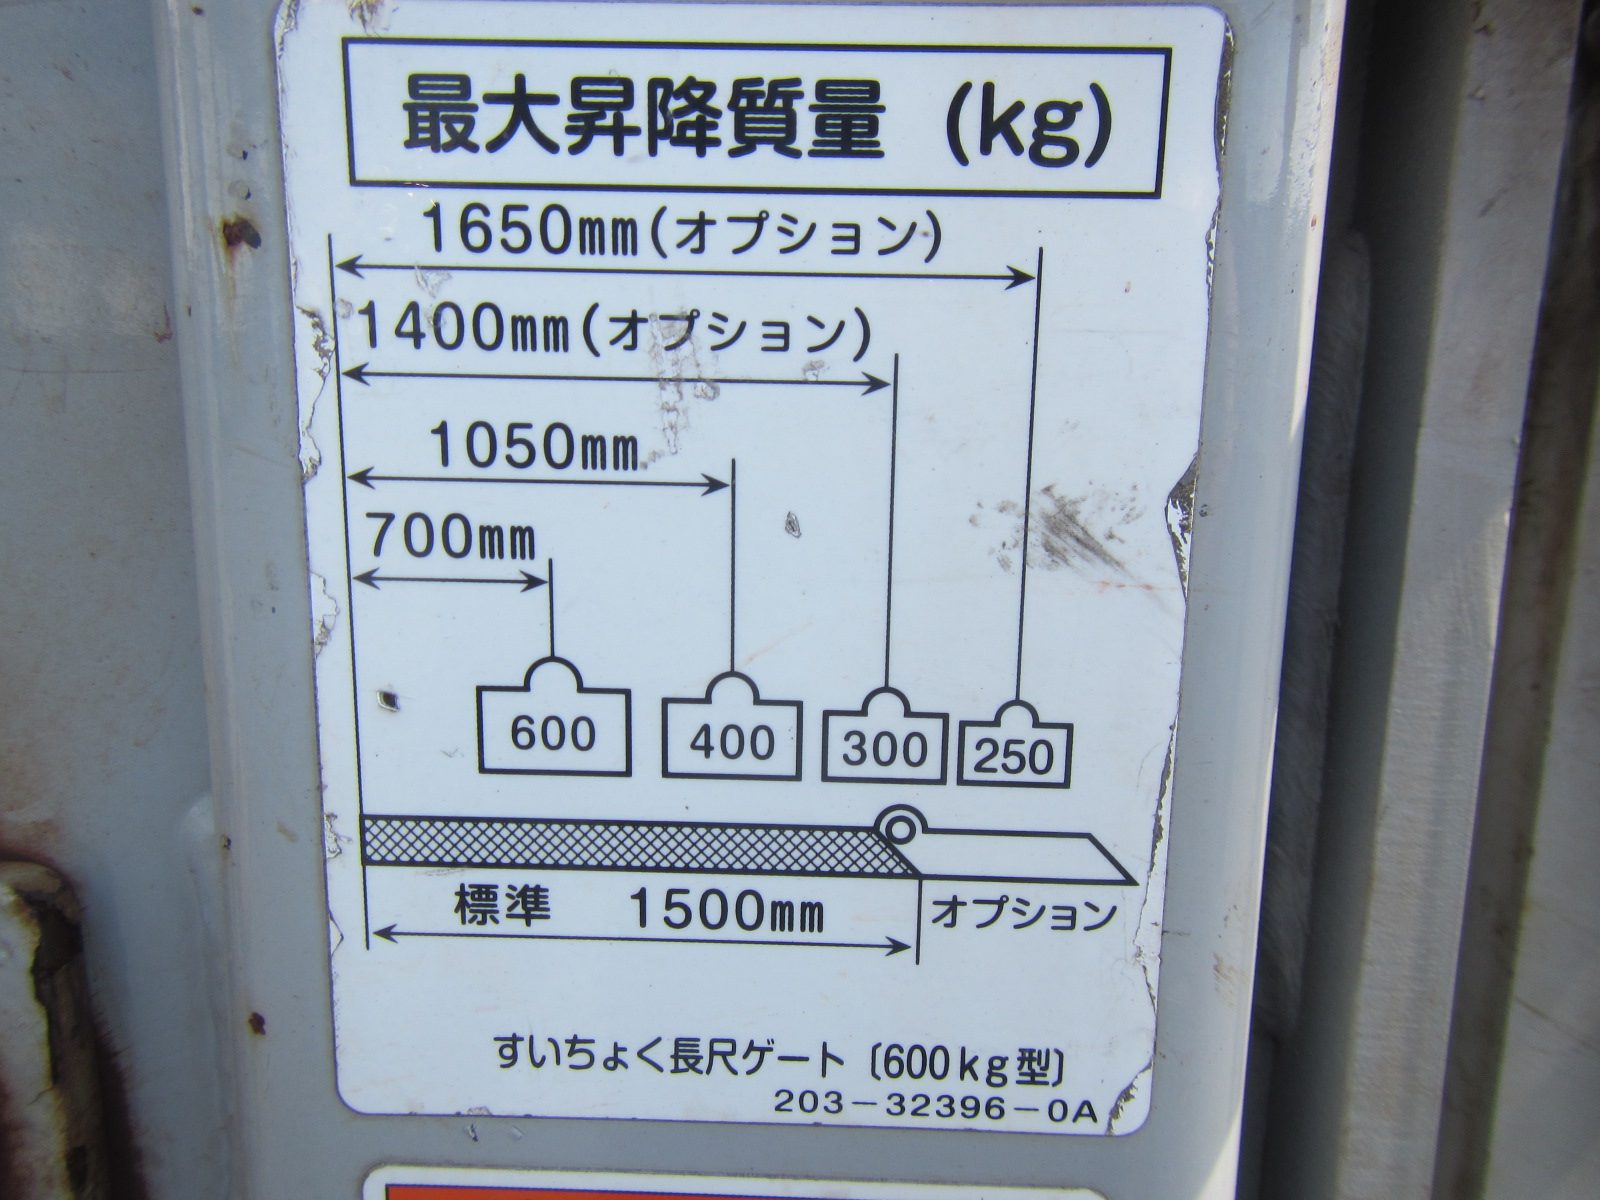 最大昇降質量 (kg)
1650mm(オプション)
1400mm(オプション)
1050mm
700mm
600 400 300 250
標準 1500mm オプション
すいちょく長尺ゲート〔600kg型〕
203-32396-0A